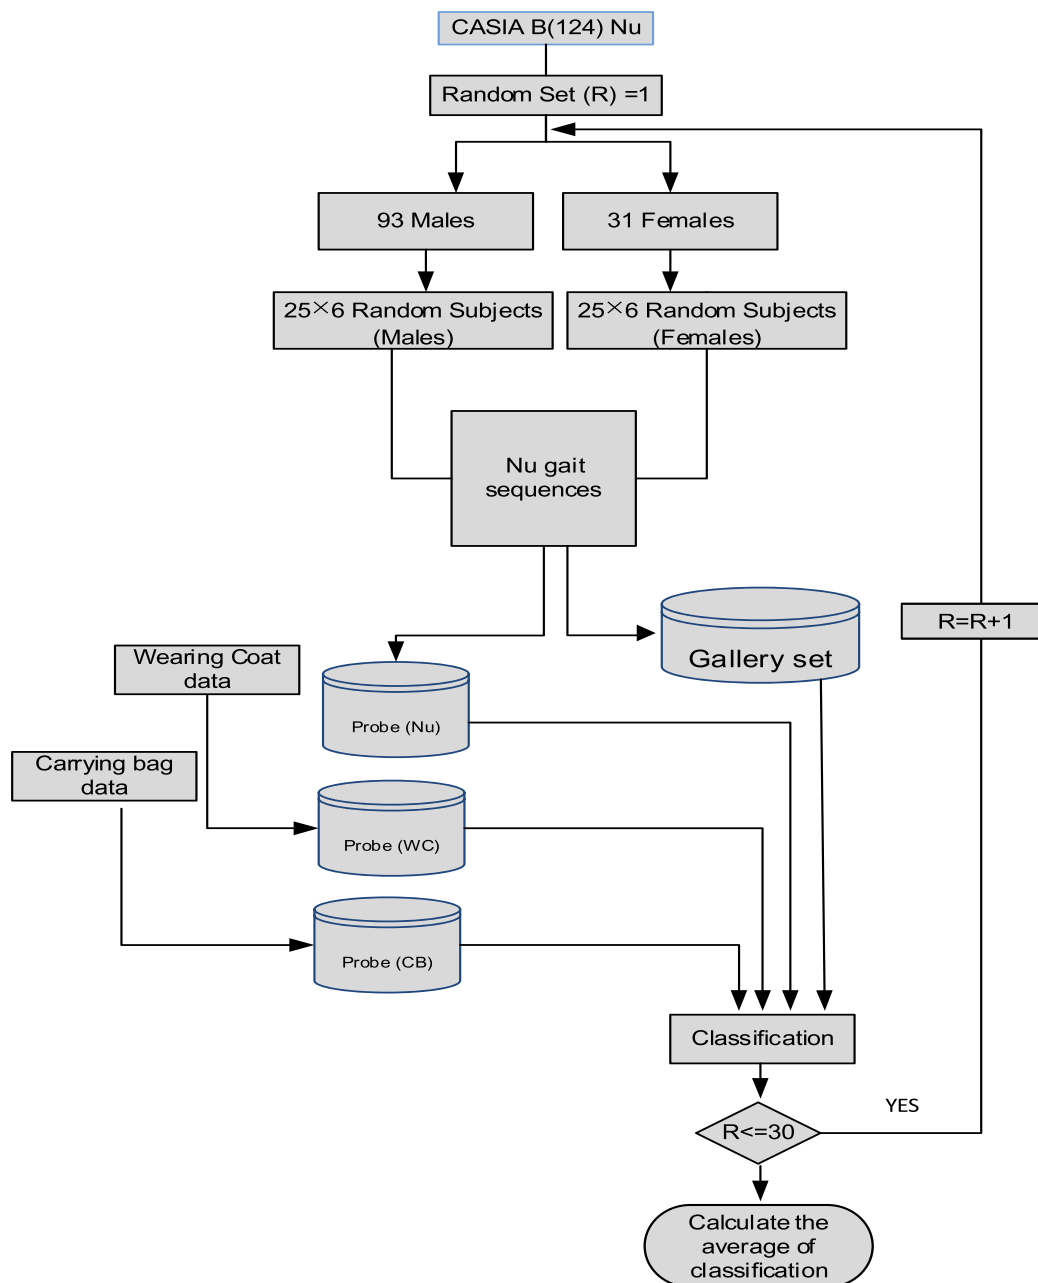 CASIA B(124) Nu
Random Set (R) =1
93 Males
31 Females
25×6 Random Subjects
(Males)
25×6 Random Subjects
(Females)
Nu gait
sequences
Gallery set
R=R+1
Wearing Coat
data
Probe (Nu)
Carrying bag
data
Probe (WC)
Probe (CB)
Classification
YES
R<=30
Calculate the
average of
classification